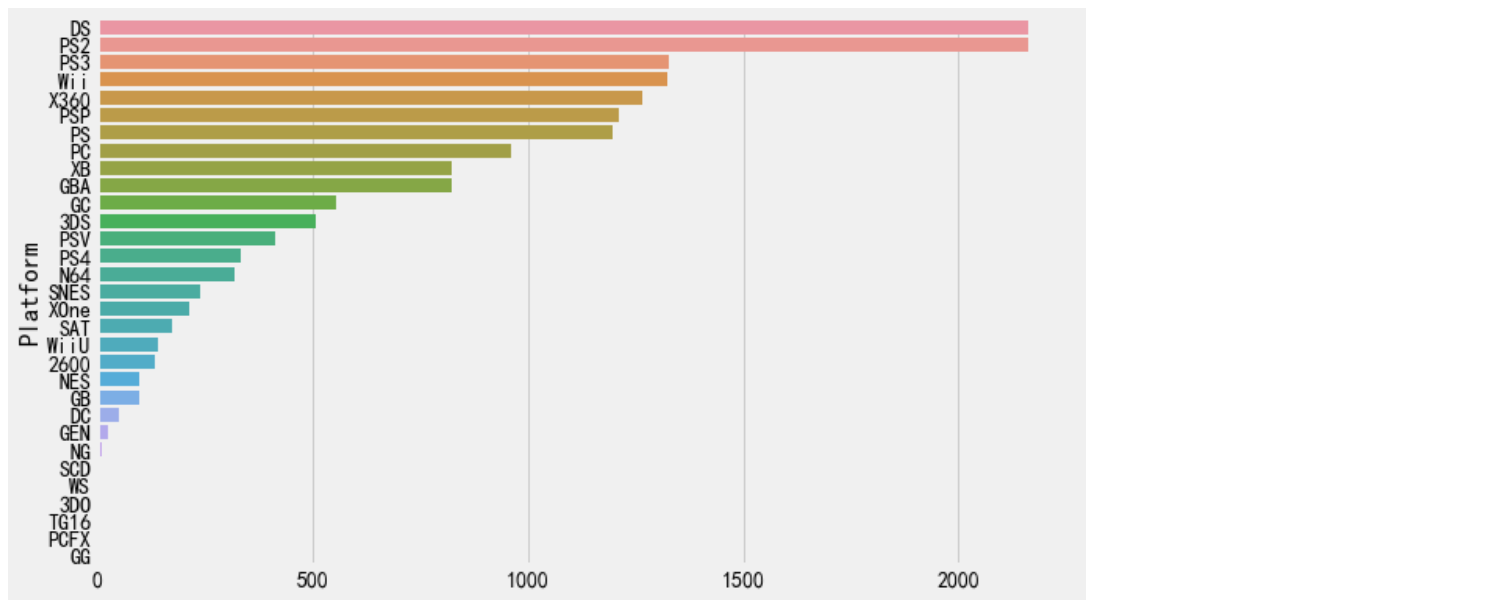 DS
PS2
PS3
Wii
X360
PSP
PS
PC
XB
GBA
GC
3DS
PSV
PS4
N64
SNES
XOne
SAT
WiiU
2600
NES
GB
DC
GEN
NG
SCD
WS
3DO
TG16
PCFX
GG
Platform
0 500 1000 1500 2000